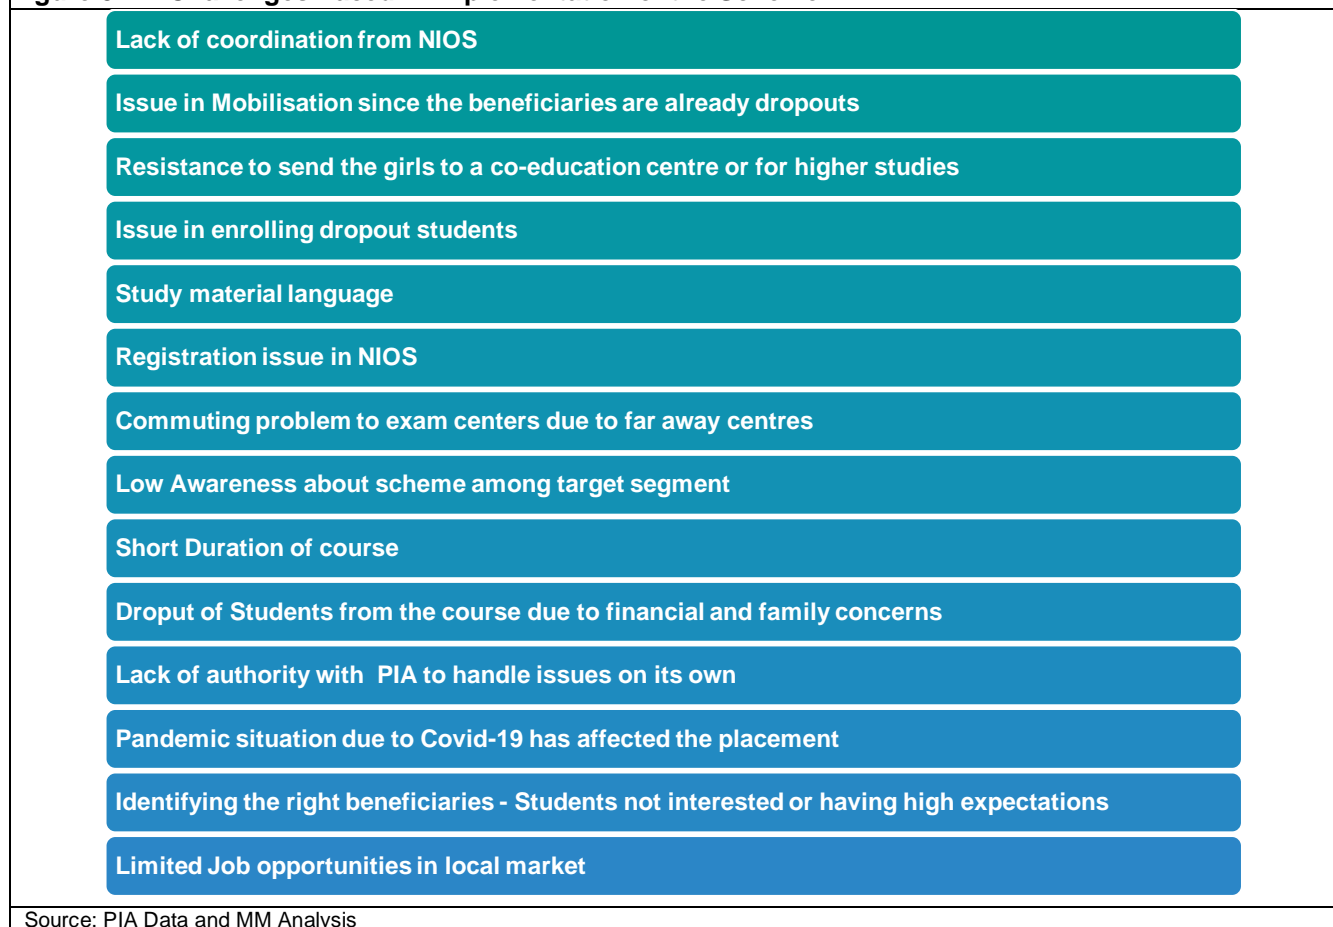 Lack of coordination from NIOS
Issue in Mobilisation since the beneficiaries are already dropouts
Resistance to send the girls to a co-education centre or for higher studies
Issue in enrolling dropout students
Study material language
Registration issue in NIOS
Commuting problem to exam centers due to far away centres
Low Awareness about scheme among target segment
Short Duration of course
Droput of Students from the course due to financial and family concerns
Lack of authority with PIA to handle issues on its own
Pandemic situation due to Covid-19 has affected the placement
Identifying the right beneficiaries - Students not interested or having high expectations
Limited Job opportunities in local market
Source: PIA Data and MM Analysis